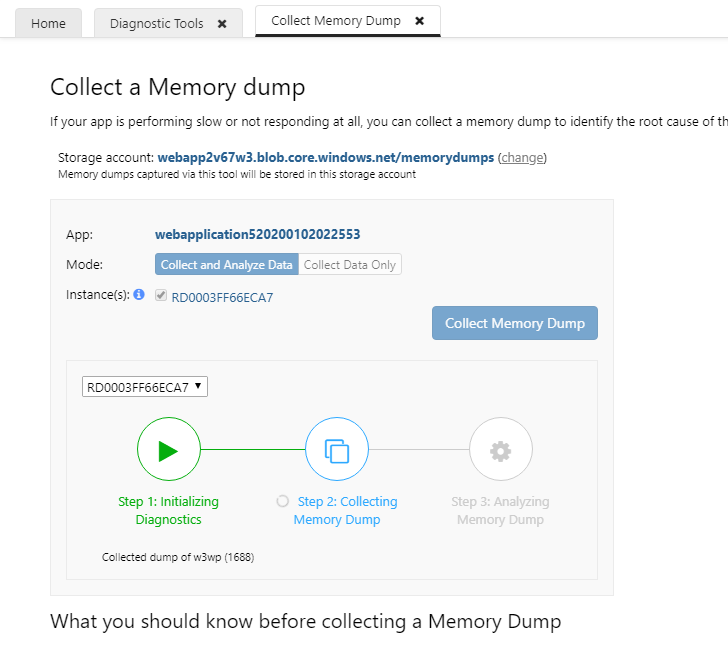 Home
Diagnostic Tools ✖
Collect Memory Dump ✖
Collect a Memory dump
If your app is performing slow or not responding at all, you can collect a memory dump to identify the root cause of th
Storage account: webapp2v67w3.blob.core.windows.net/memorydumps (change)
Memory dumps captured via this tool will be stored in this storage account
App: webapplication520200102022553
Mode: Collect and Analyze Data Collect Data Only
Instance(s): RD0003FF66ECA7
Collect Memory Dump
RD0003FF66ECA7
Step 1: Initializing
Diagnostics
Step 2: Collecting
Memory Dump
Step 3: Analyzing
Memory Dump
Collected dump of w3wp (1688)
What you should know before collecting a Memory Dump